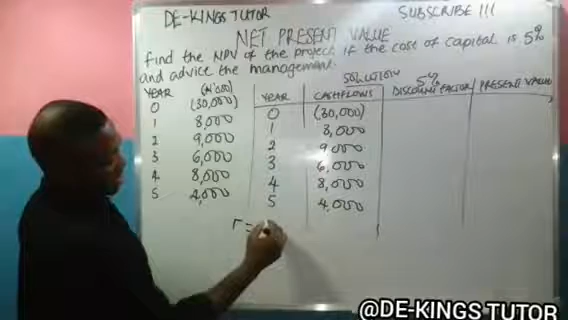 DE-KINGS TUTOR SUBSCRIBE !!!
NET PRESENT VALUE
find the NPV of the project if the cost of capital is 5%
and advice the management.
SOLUTION 5%
YEAR (N'000) YEAR CASHFLOWS DISCOUNT FACTOR PRESENT VALUE
0 (30,000) 0 (30,000)
1 8,000 1 8,000
2 9,000 2 9,000
3 6,000 3 6,000
4 8,000 4 8,000
5 4,000 5 4,000
r =
@DE-KINGS TUTOR